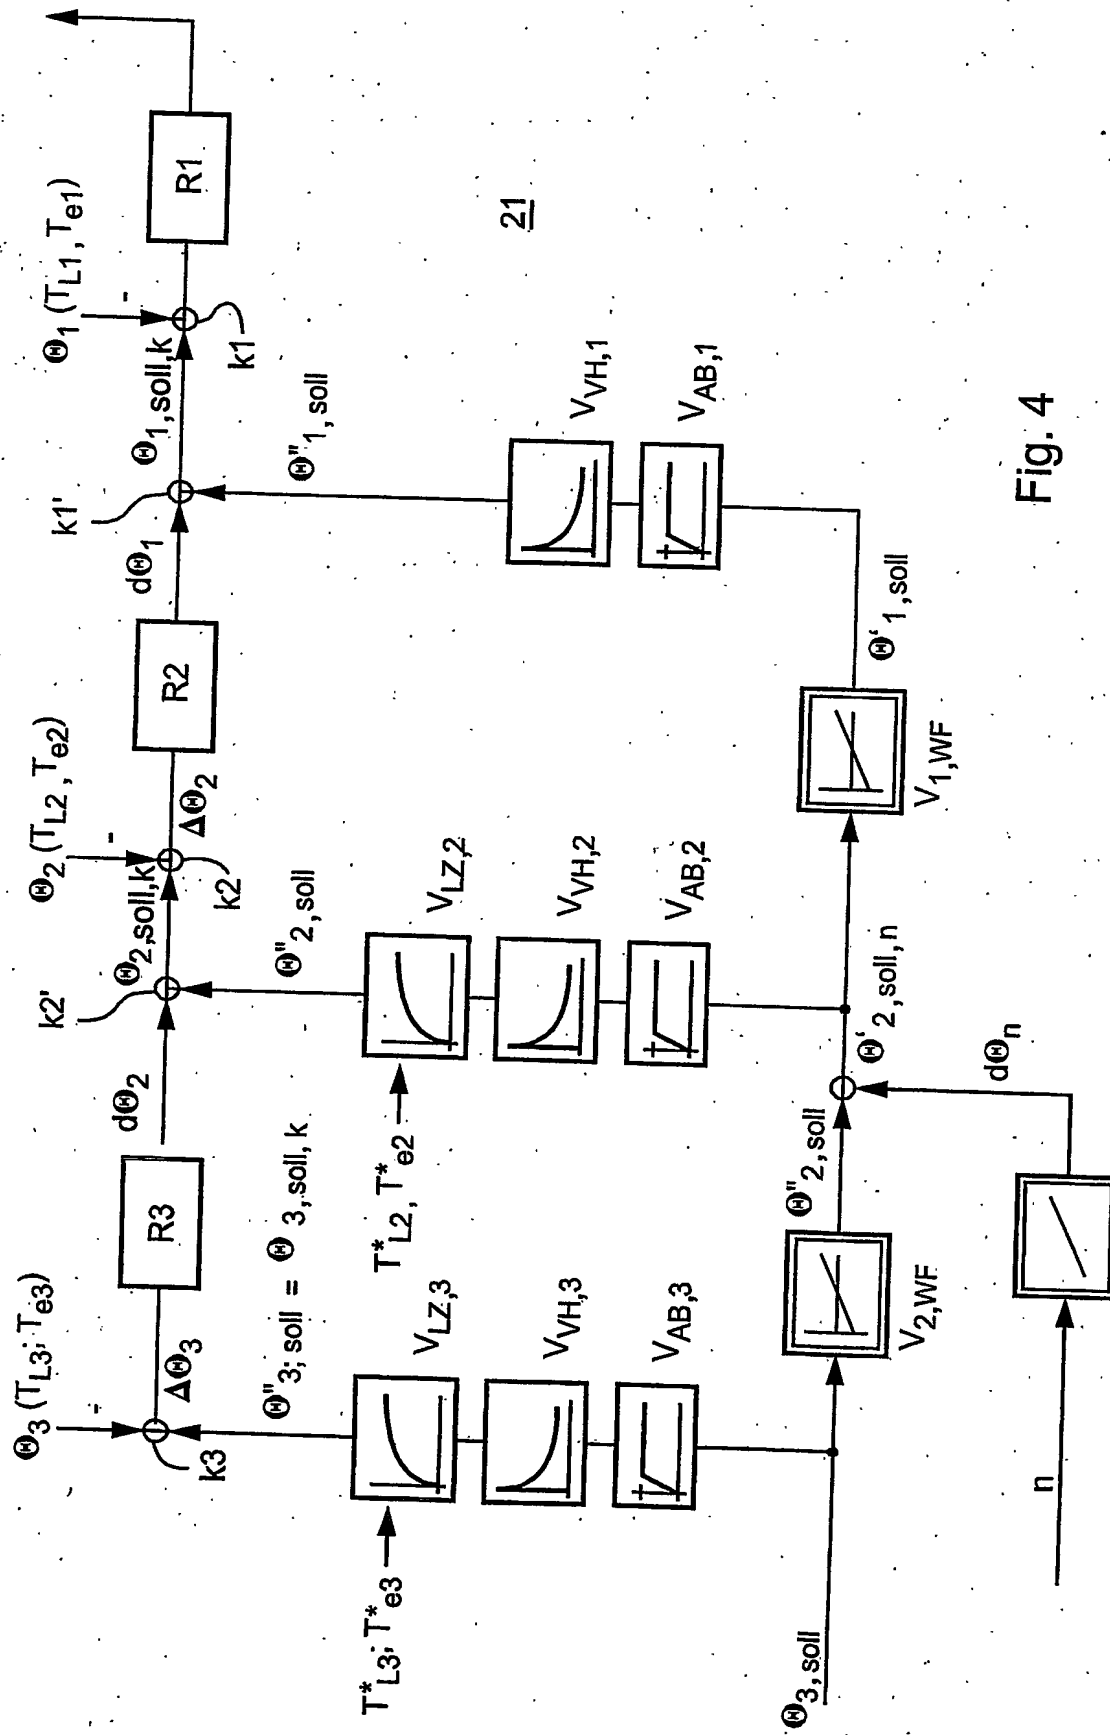 Θ3 (TL3; Te3)
Θ2 (TL2, Te2)
Θ1 (TL1, Te1)
-
-
-
k3
ΔΘ3
R3
dΘ2
k2'
Θ2,soll,k
k2
ΔΘ2
R2
dΘ1
k1'
Θ1,soll,k
k1
R1
Θ''3; soll = Θ 3, soll, k
Θ''2, soll
Θ''1, soll
21
T*L3; T*e3
VLZ,3
T*L2, T*e2
VLZ,2
VVH,3
VVH,2
VVH,1
VAB,3
VAB,2
VAB,1
Θ3,soll
V2,WF
Θ''2, soll
Θ‘2, soll, n
V1,WF
Θ‘1, soll
n
dΘn
Fig. 4